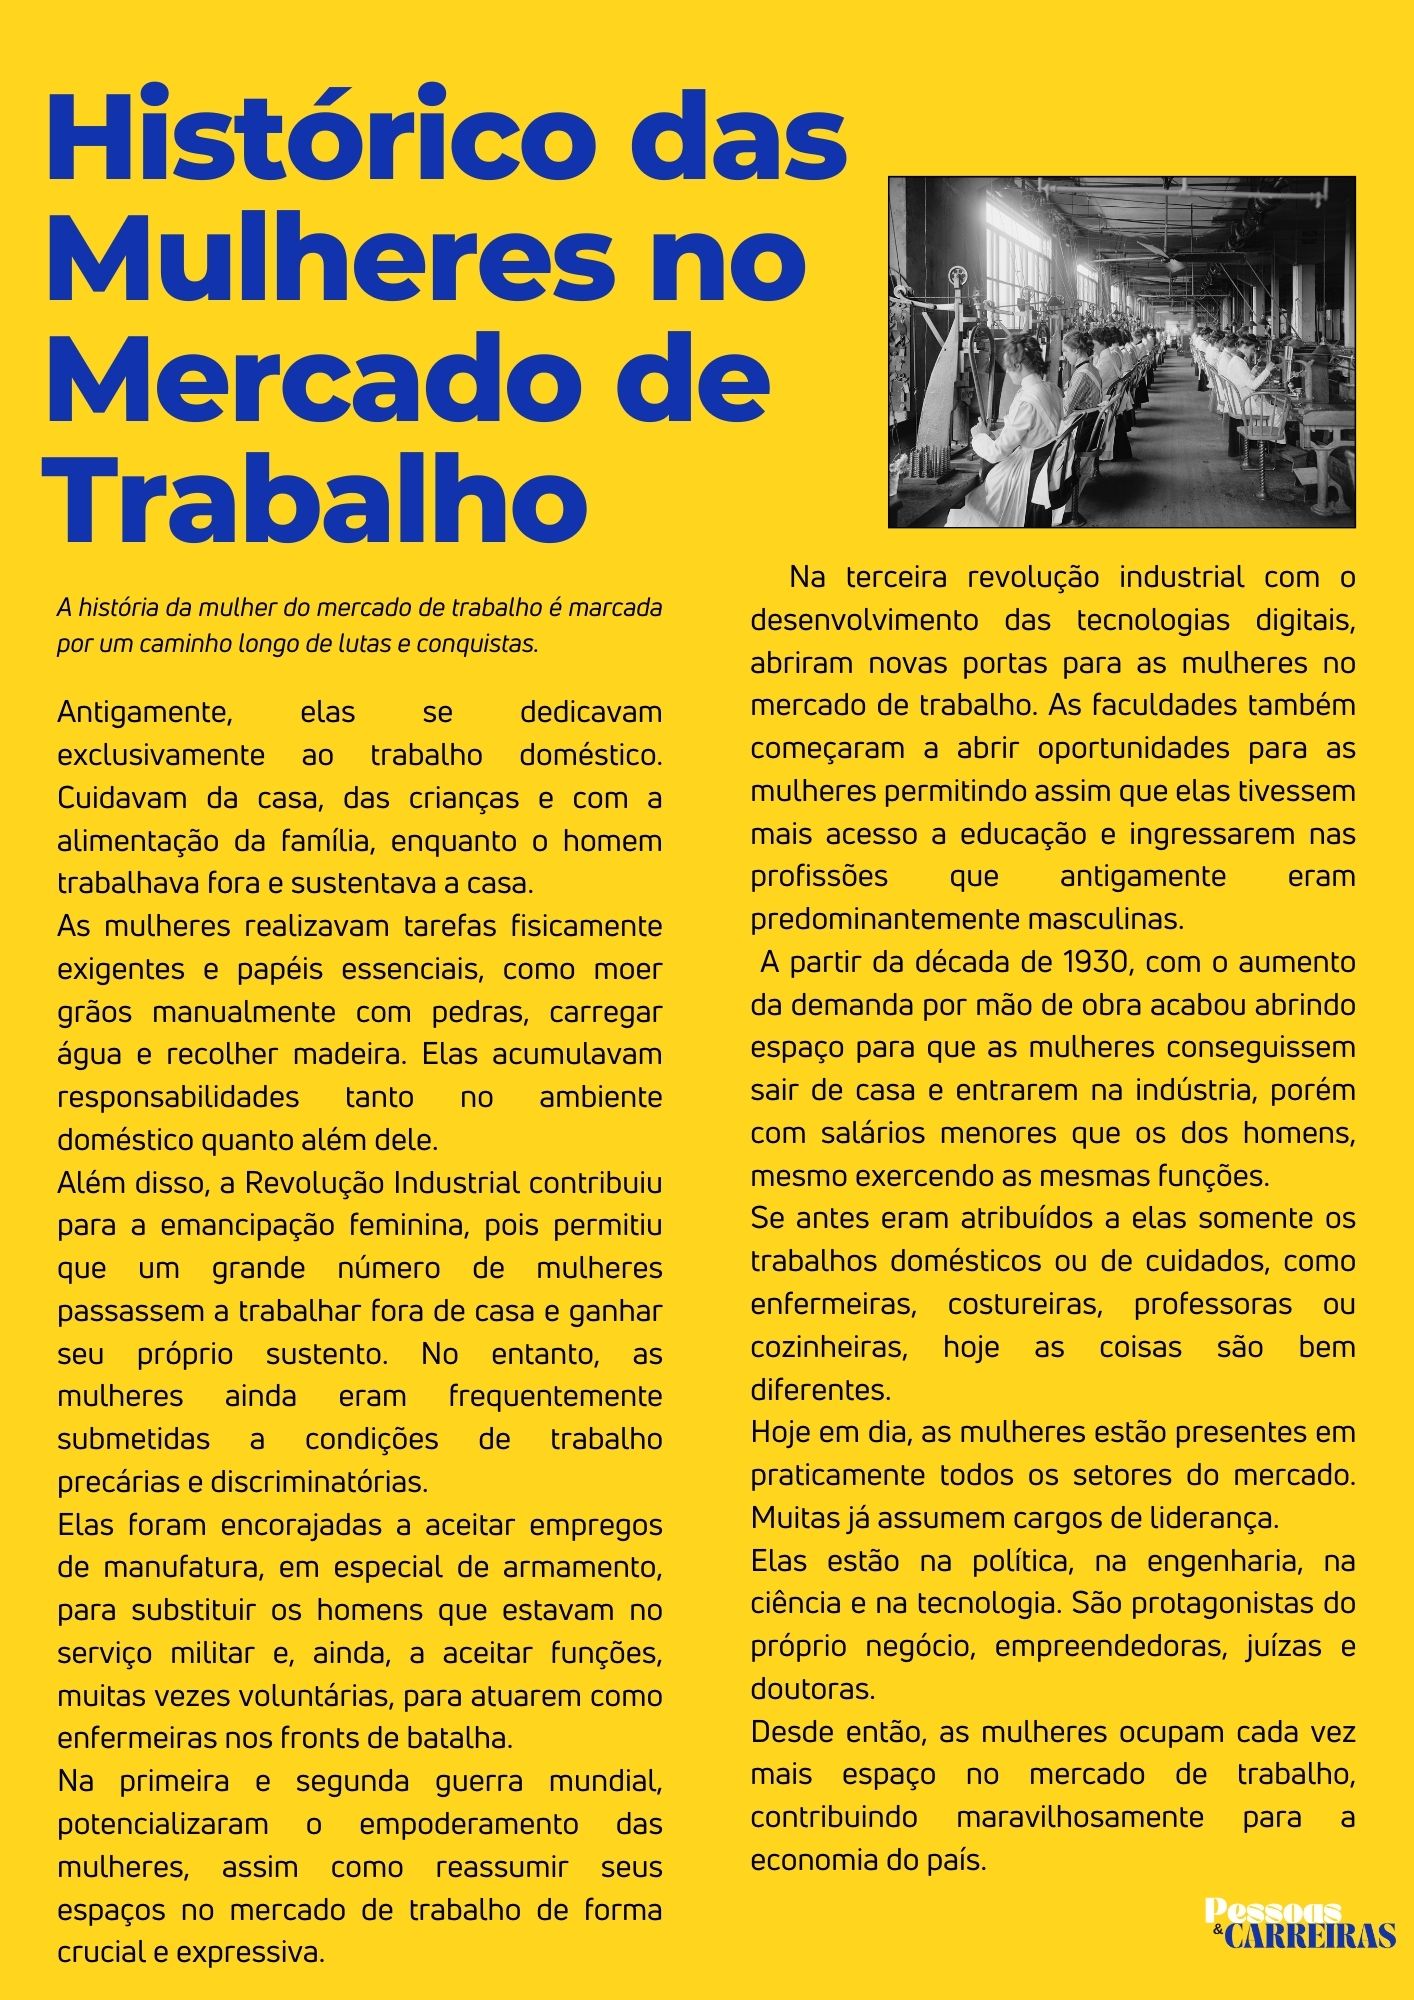 Histórico das
Mulheres no
Mercado de
Trabalho
A história da mulher do mercado de trabalho é marcada
por um caminho longo de lutas e conquistas.
Antigamente, elas se dedicavam
exclusivamente ao trabalho doméstico.
Cuidavam da casa, das crianças e com a
alimentação da família, enquanto o homem
trabalhava fora e sustentava a casa.
As mulheres realizavam tarefas fisicamente
exigentes e papéis essenciais, como moer
grãos manualmente com pedras, carregar
água e recolher madeira. Elas acumulavam
responsabilidades tanto no ambiente
doméstico quanto além dele.
Além disso, a Revolução Industrial contribuiu
para a emancipação feminina, pois permitiu
que um grande número de mulheres
passassem a trabalhar fora de casa e ganhar
seu próprio sustento. No entanto, as
mulheres ainda eram frequentemente
submetidas a condições de trabalho
precárias e discriminatórias.
Elas foram encorajadas a aceitar empregos
de manufatura, em especial de armamento,
para substituir os homens que estavam no
serviço militar e, ainda, a aceitar funções,
muitas vezes voluntárias, para atuarem como
enfermeiras nos fronts de batalha.
Na primeira e segunda guerra mundial,
potencializaram o empoderamento das
mulheres, assim como reassumir seus
espaços no mercado de trabalho de forma
crucial e expressiva.
Na terceira revolução industrial com o
desenvolvimento das tecnologias digitais,
abriram novas portas para as mulheres no
mercado de trabalho. As faculdades também
começaram a abrir oportunidades para as
mulheres permitindo assim que elas tivessem
mais acesso a educação e ingressarem nas
profissões que antigamente eram
predominantemente masculinas.
A partir da década de 1930, com o aumento
da demanda por mão de obra acabou abrindo
espaço para que as mulheres conseguissem
sair de casa e entrarem na indústria, porém
com salários menores que os dos homens,
mesmo exercendo as mesmas funções.
Se antes eram atribuídos a elas somente os
trabalhos domésticos ou de cuidados, como
enfermeiras, costureiras, professoras ou
cozinheiras, hoje as coisas são bem
diferentes.
Hoje em dia, as mulheres estão presentes em
praticamente todos os setores do mercado.
Muitas já assumem cargos de liderança.
Elas estão na política, na engenharia, na
ciência e na tecnologia. São protagonistas do
próprio negócio, empreendedoras, juízas e
doutoras.
Desde então, as mulheres ocupam cada vez
mais espaço no mercado de trabalho,
contribuindo maravilhosamente para a
economia do país.
Pessoas
&CARREIRAS